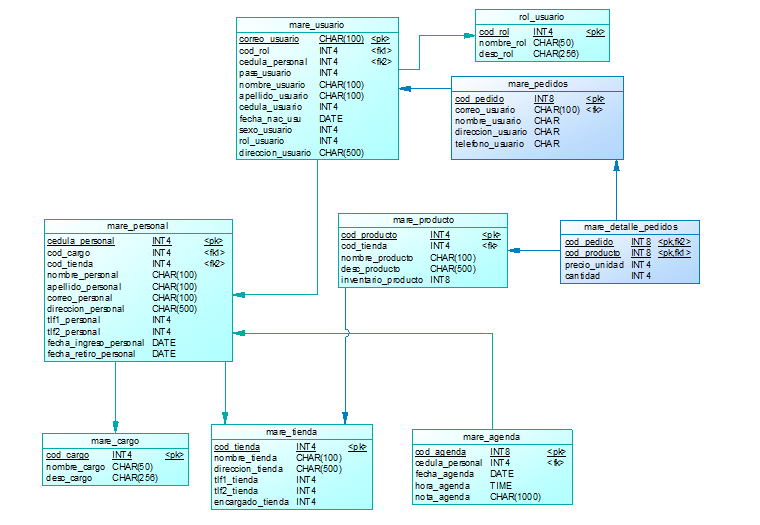 mare_usuario
correo_usuario CHAR(100) <pk>
cod_rol INT4 <fk1>
cedula_personal INT4 <fk2>
pass_usuario INT4
nombre_usuario CHAR(100)
apellido_usuario CHAR(100)
cedula_usuario INT4
fecha_nac_usu DATE
sexo_usuario INT4
rol_usuario INT4
direccion_usuario CHAR(500)
rol_usuario
cod_rol INT4 <pk>
nombre_rol CHAR(50)
desc_rol CHAR(256)
mare_pedidos
cod_pedido INT8 <pk>
correo_usuario CHAR(100) <fk>
nombre_usuario CHAR
direccion_usuario CHAR
telefono_usuario CHAR
mare_personal
cedula_personal INT4 <pk>
cod_cargo INT4 <fk1>
cod_tienda INT4 <fk2>
nombre_personal CHAR(100)
apellido_personal CHAR(100)
correo_personal CHAR(100)
direccion_personal CHAR(500)
tlf1_personal INT4
tlf2_personal INT4
fecha_ingreso_personal DATE
fecha_retiro_personal DATE
mare_producto
cod_producto INT4 <pk>
cod_tienda INT4 <fk>
nombre_producto CHAR(100)
desc_producto CHAR(500)
inventario_producto INT8
mare_detalle_pedidos
cod_pedido INT8 <pk,fk2>
cod_producto INT8 <pk,fk1>
precio_unidad INT4
cantidad INT4
mare_cargo
cod_cargo INT4 <pk>
nombre_cargo CHAR(50)
desc_cargo CHAR(256)
mare_tienda
cod_tienda INT4 <pk>
nombre_tienda CHAR(100)
direccion_tienda CHAR(500)
tlf1_tienda INT4
tlf2_tienda INT4
encargado_tienda INT4
mare_agenda
cod_agenda INT8 <pk>
cedula_personal INT4 <fk>
fecha_agenda DATE
hora_agenda TIME
nota_agenda CHAR(1000)